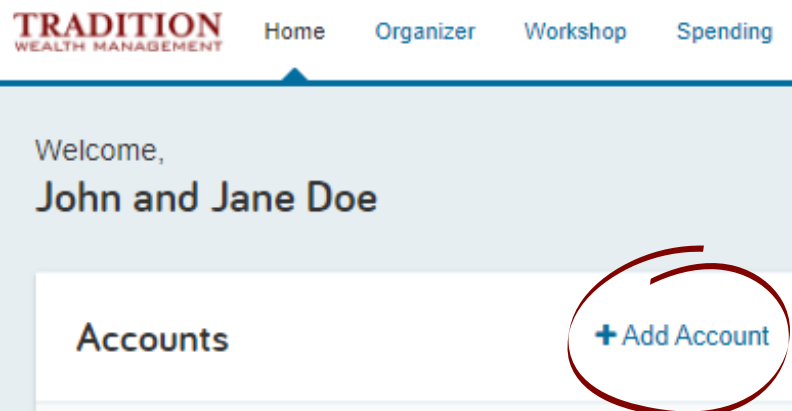 TRADITION
WEALTH MANAGEMENT
Home Organizer Workshop Spending
Welcome,
John and Jane Doe
Accounts + Add Account